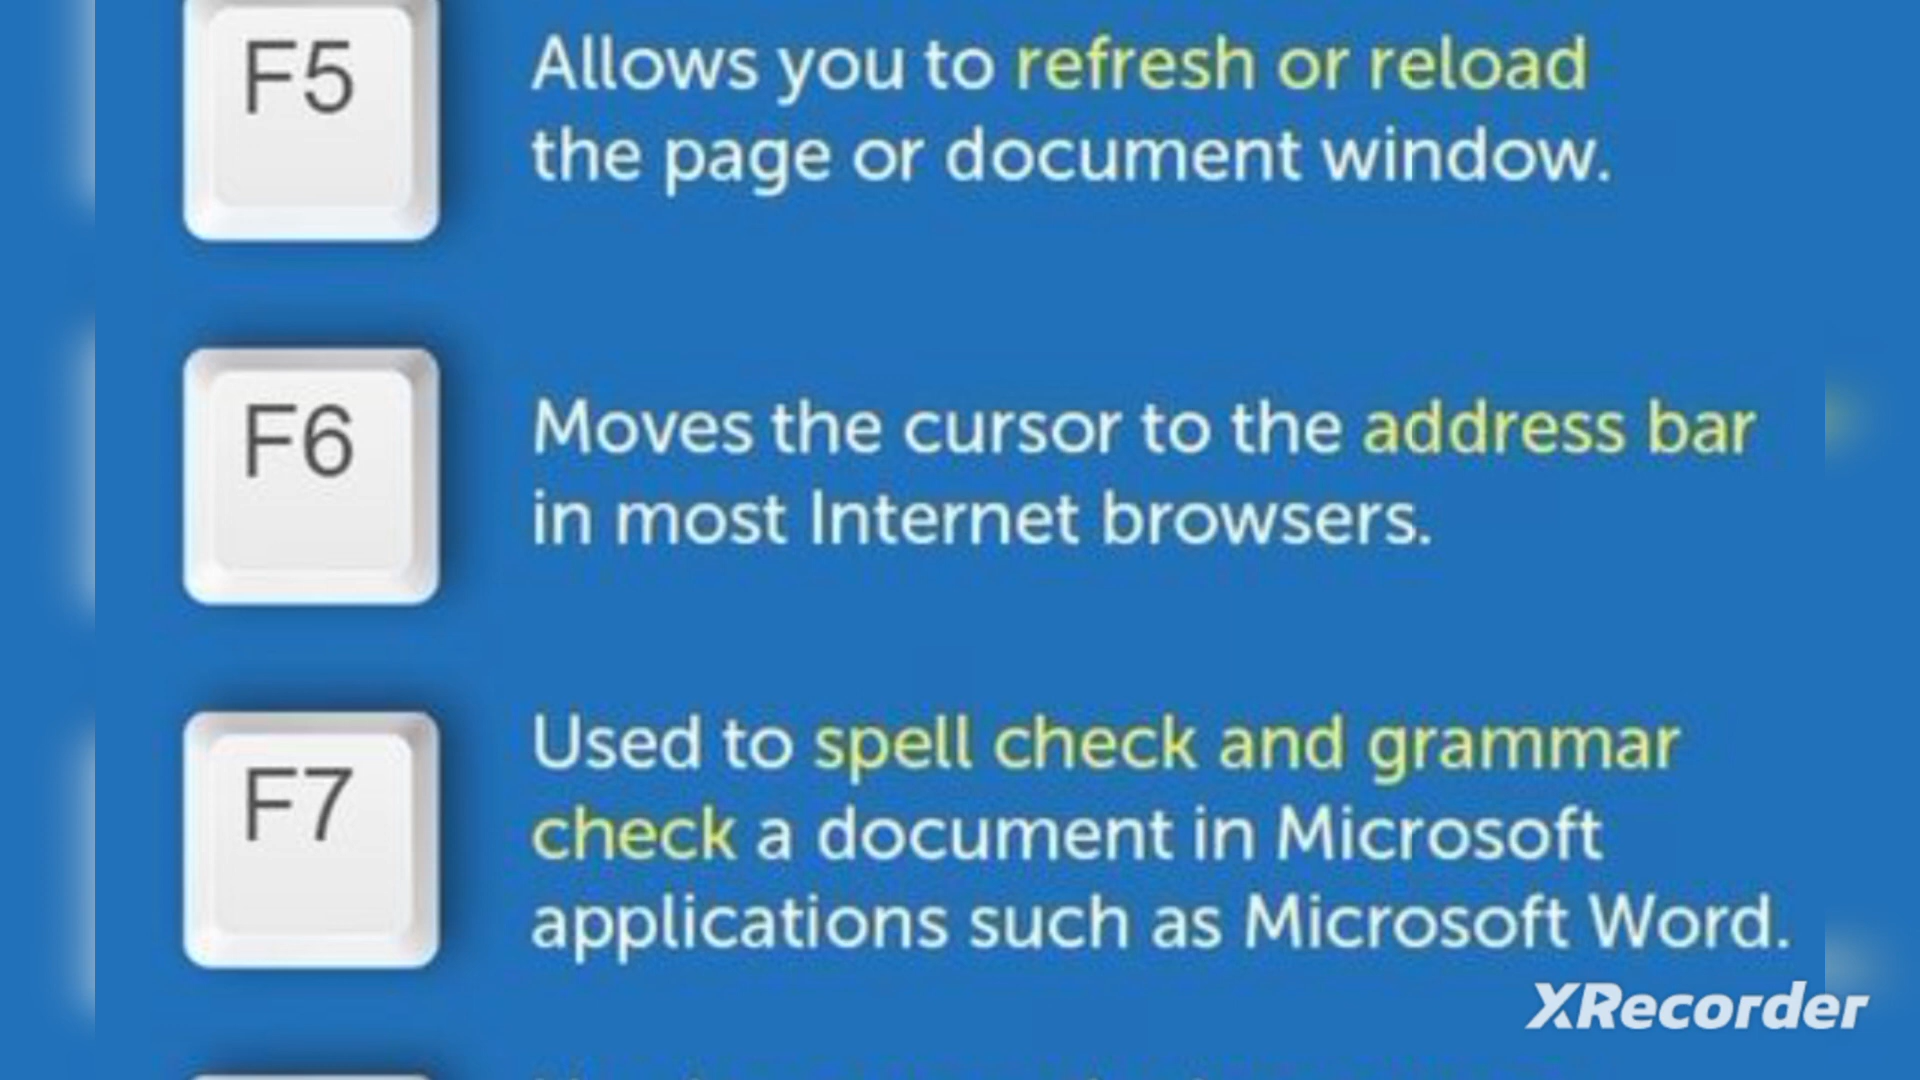 F5
Allows you to refresh or reload
the page or document window.
F6
Moves the cursor to the address bar
in most Internet browsers.
F7
Used to spell check and grammar
check a document in Microsoft
applications such as Microsoft Word.
XRecorder